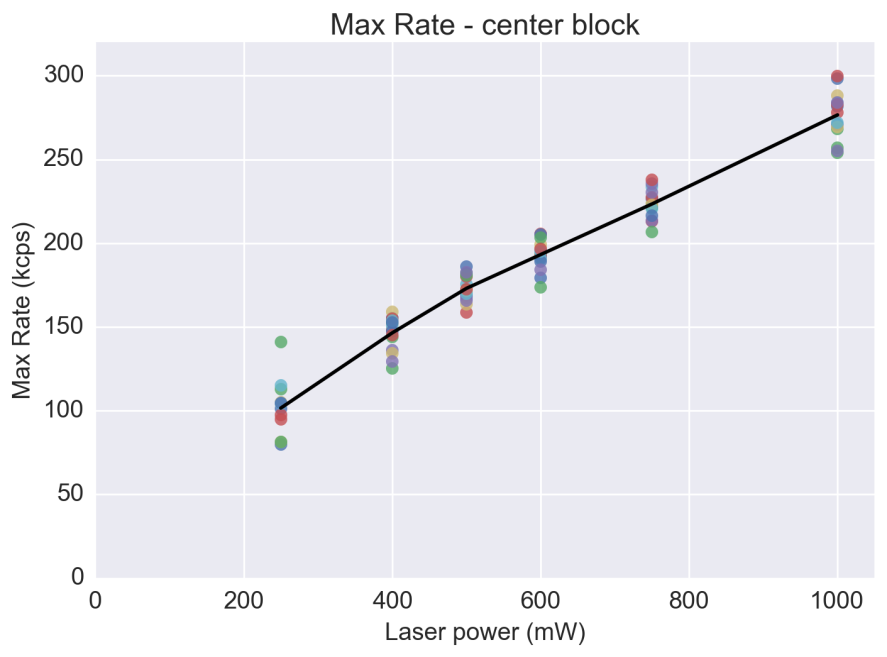 Max Rate - center block
Max Rate (kcps)
300
250
200
150
100
50
0
0 200 400 600 800 1000
Laser power (mW)